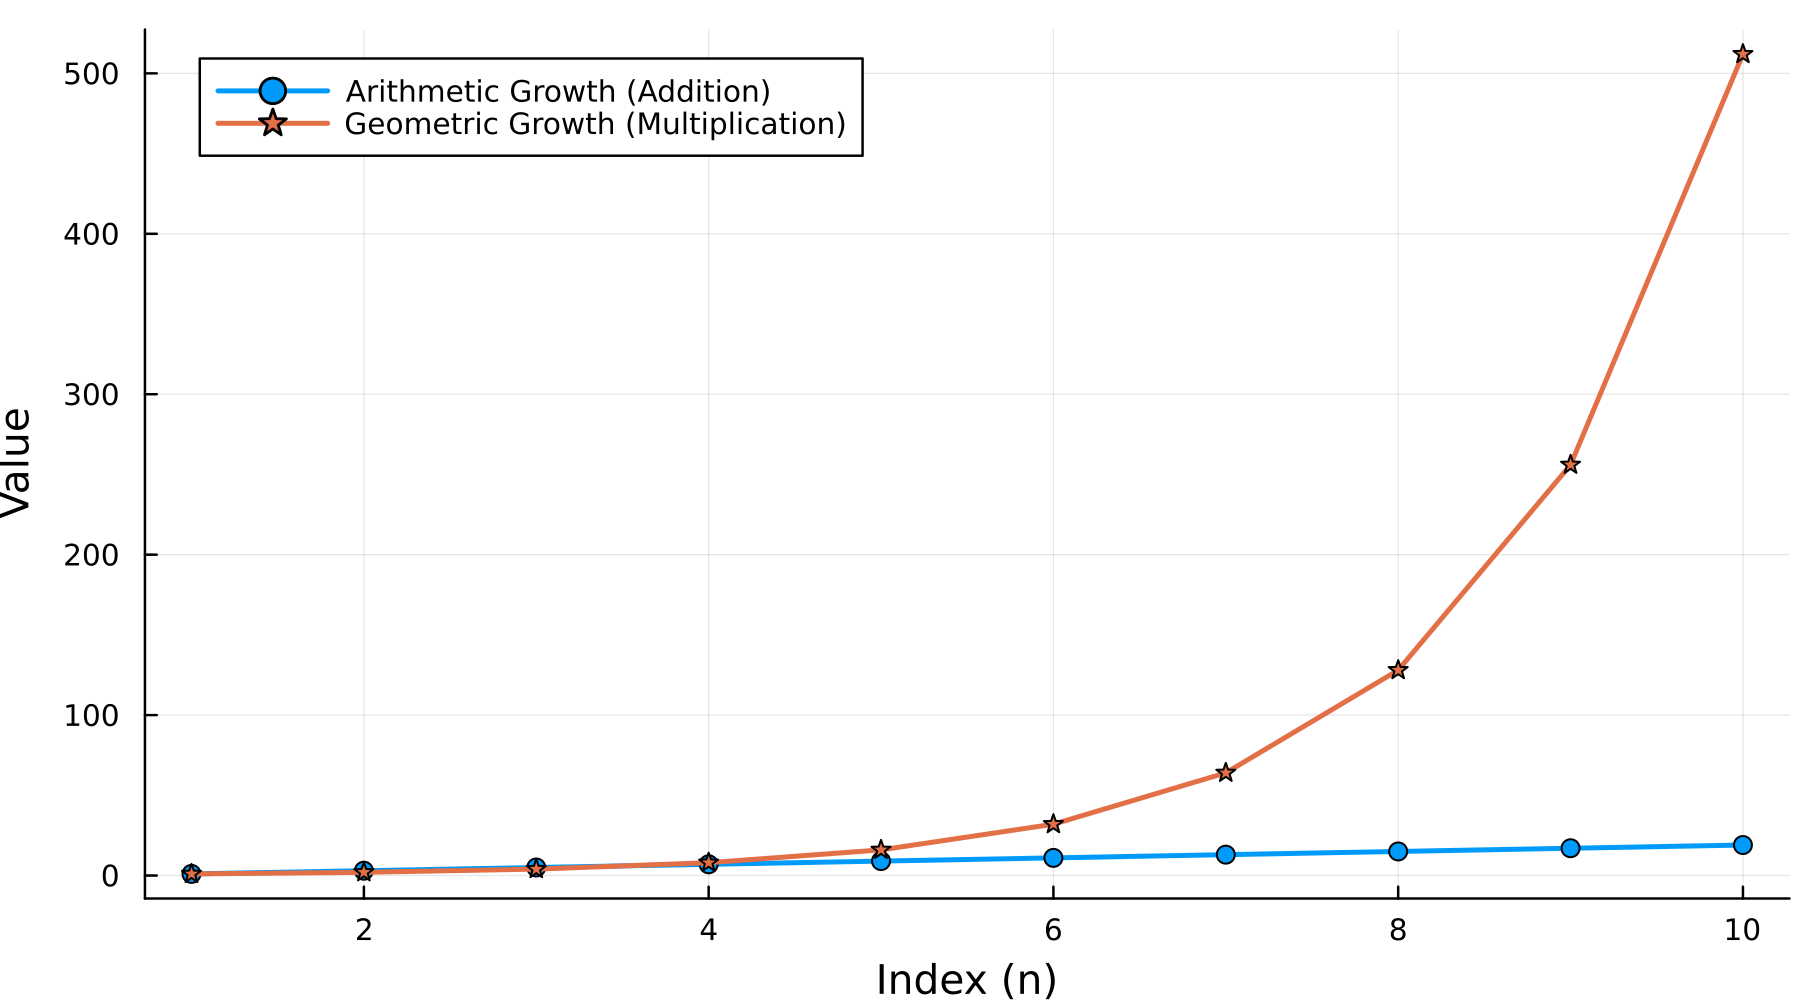 500
400
300
200
100
0
Arithmetic Growth (Addition)
Geometric Growth (Multiplication)
Value
2 4 6 8 10
Index (n)